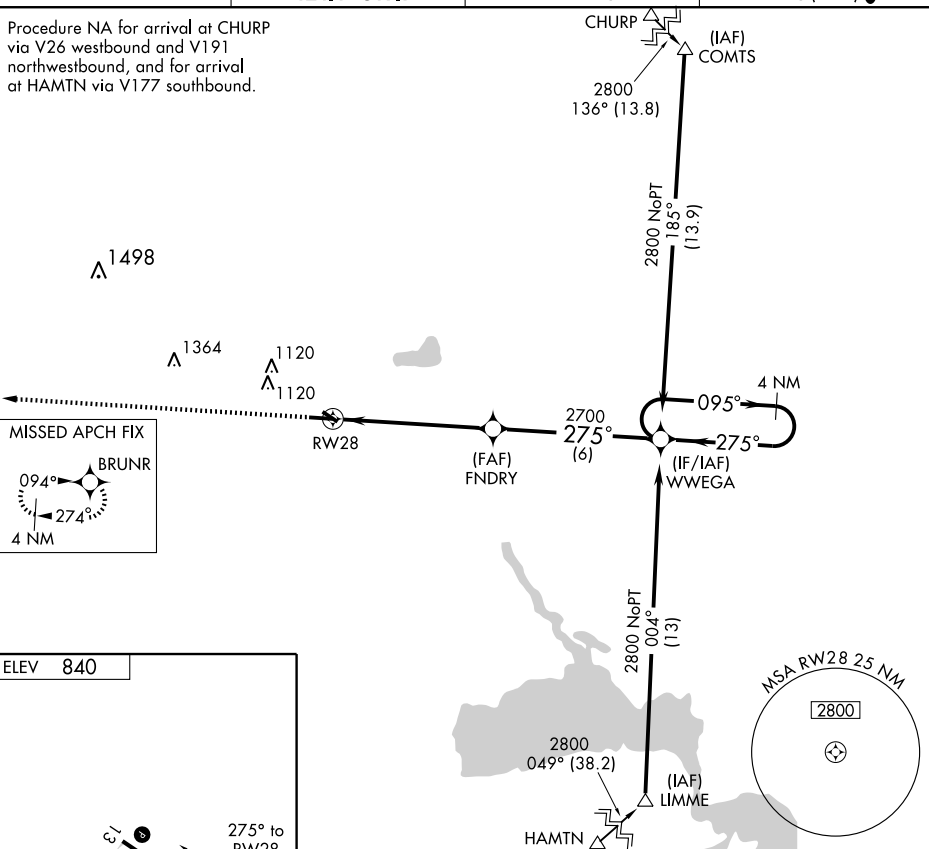 Procedure NA for arrival at CHURP
via V26 westbound and V191
northwestbound, and for arrival
at HAMTN via V177 southbound.
CHURP
(IAF)
COMTS
2800
136° (13.8)
2800 NoPT
185°
(13.9)
1498
1364
1120
1120
4 NM
095°
275°
RW28
2700
275°
(6)
(FAF)
FNDRY
(IF/IAF)
WWEGA
MISSED APCH FIX
BRUNR
094°
274°
4 NM
2800 NoPT
004°
(13)
ELEV 840
MSA RW28 25 NM
2800
2800
049° (38.2)
(IAF)
LIMME
HAMTN
13
P
275° to
RW28